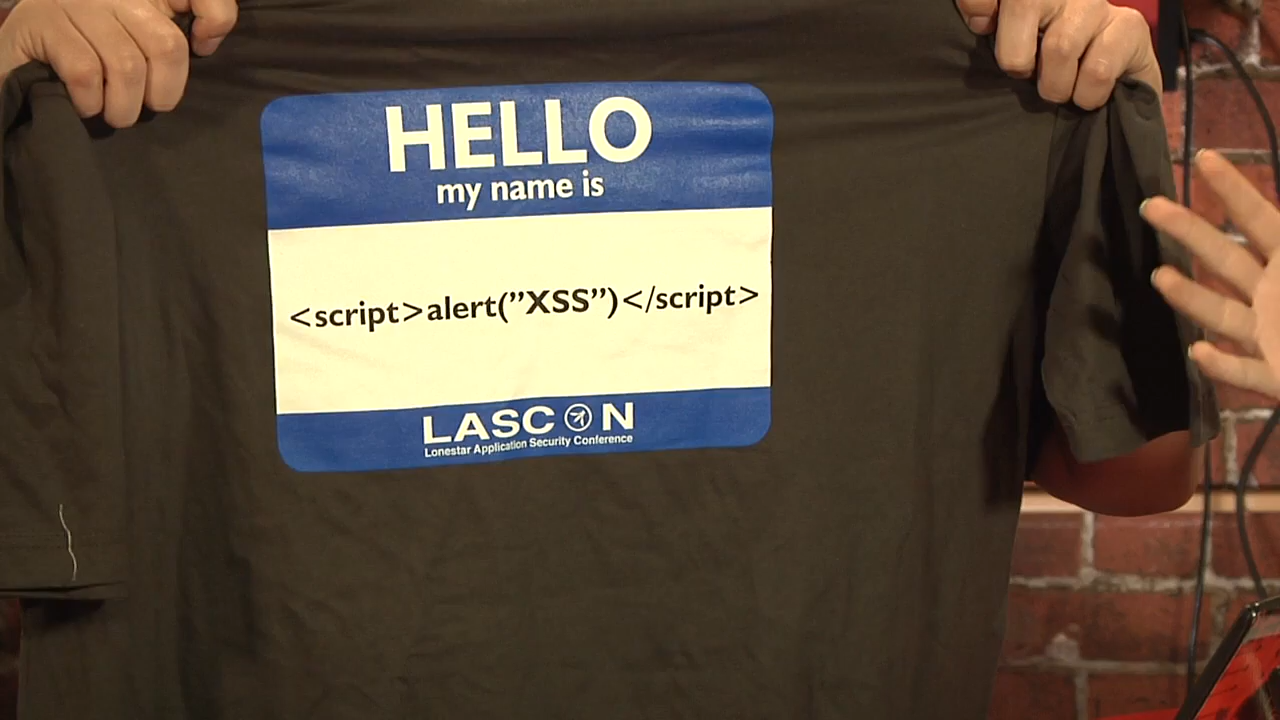 HELLO
my name is
<script>alert(”XSS”)</script>
LASCON
Lonestar Application Security Conference